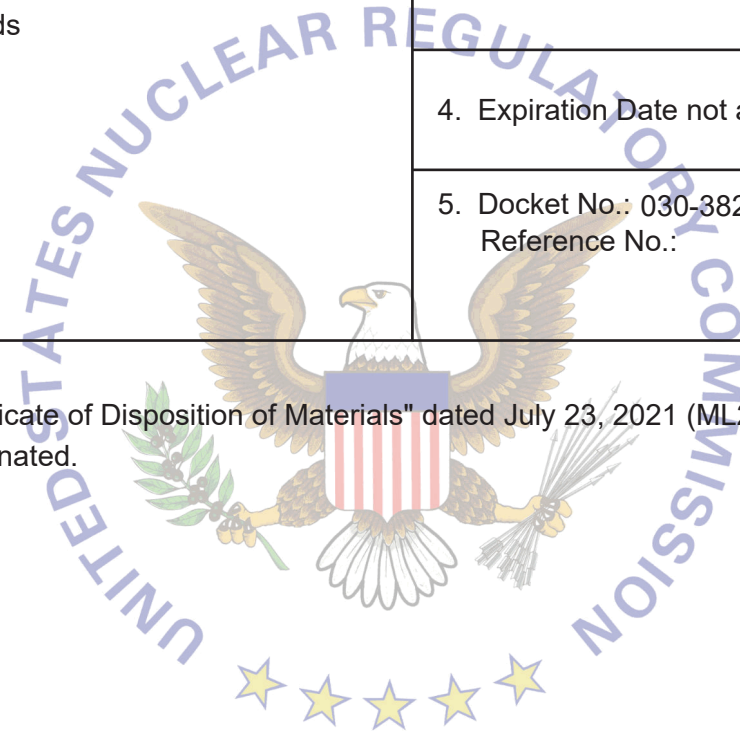 ds
4. Expiration Date not a
5. Docket No.: 030-382
Reference No.:
icate of Disposition of Materials" dated July 23, 2021 (ML2
nated.
UNITED STATES NUCLEAR REGULATORY COMMISSION